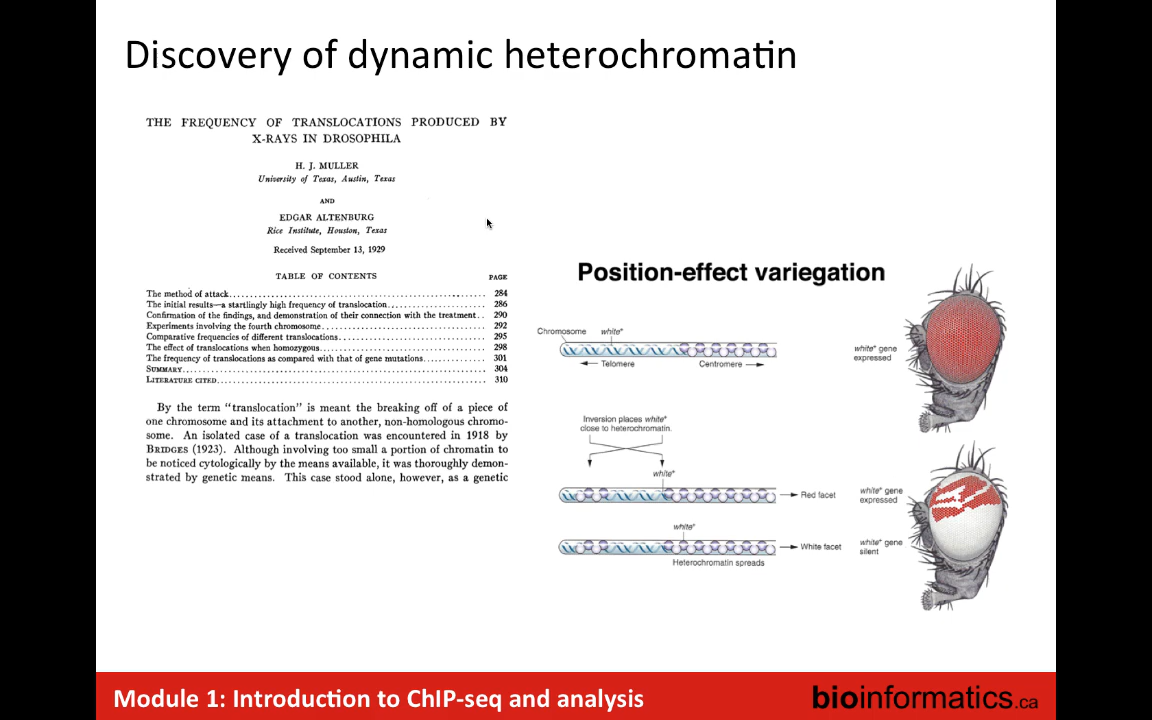 Discovery of dynamic heterochromatin
THE FREQUENCY OF TRANSLOCATIONS PRODUCED BY
X-RAYS IN DROSOPHILA
H. J. MULLER
University of Texas, Austin, Texas
AND
EDGAR ALTENBURG
Rice Institute, Houston, Texas
Received September 13, 1929
TABLE OF CONTENTS PAGE
The method of attack 284
The initial results—a startlingly high frequency of translocation 286
Confirmation of the findings, and demonstration of their connection with the treatment 290
Experiments involving the fourth chromosome 292
Comparative frequencies of different translocations 295
The effect of translocations when homozygous 298
The frequency of translocations as compared with that of gene mutations 301
SUMMARY 304
LITERATURE CITED 310
By the term “translocation” is meant the breaking off of a piece of
one chromosome and its attachment to another, non-homologous chromo-
some. An isolated case of a translocation was encountered in 1918 by
BRIDGES (1923). Although involving too small a portion of chromatin to
be noticed cytologically by the means available, it was thoroughly demon-
strated by genetic means. This case stood alone, however, as a genetic
Position-effect variegation
Chromosome white+
Telomere Centromere
white+ gene
expressed
Inversion places white+
close to heterochromatin.
white+
Red facet
white+ gene
expressed
white+
White facet
white+ gene
silent
Heterochromatin spreads
Module 1: Introduction to ChIP-seq and analysis
bioinformatics.ca